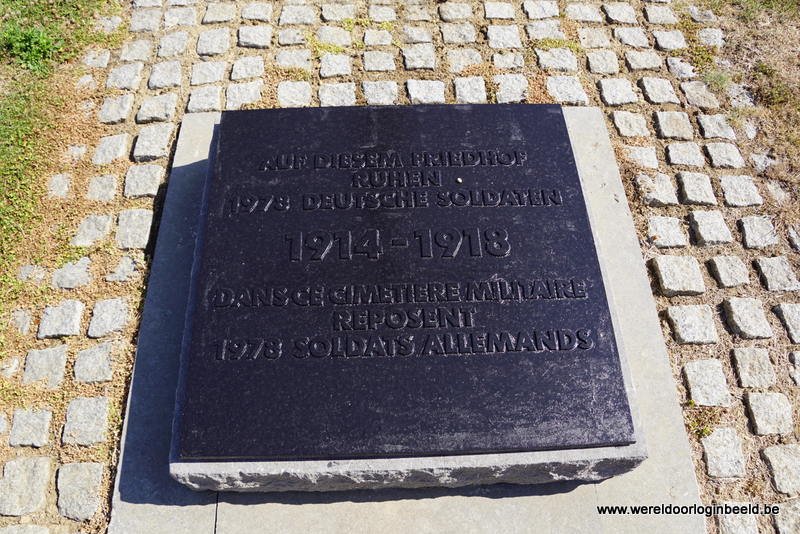 AUF DIESEM FRIEDHOF
RUHEN
1978 DEUTSCHE SOLDATEN
1914-1918
DANS CE CIMETIERE MILITAIRE
REPOSENT
1978 SOLDATS ALLEMANDS
www.wereldoorloginbeeld.be